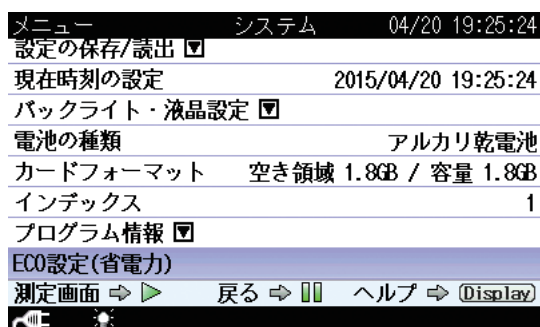 メニュー システム 04/20 19:25:24
設定の保存/読出 ▼
現在時刻の設定 2015/04/20 19:25:24
バックライト・液晶設定 ▼
電池の種類 アルカリ乾電池
カードフォーマット 空き領域 1.8GB / 容量 1.8GB
インデックス 1
プログラム情報 ▼
ECO設定(省電力)
測定画面 ⇨ ▷ 戻る ⇨ ▯▯ ヘルプ ⇨ Display